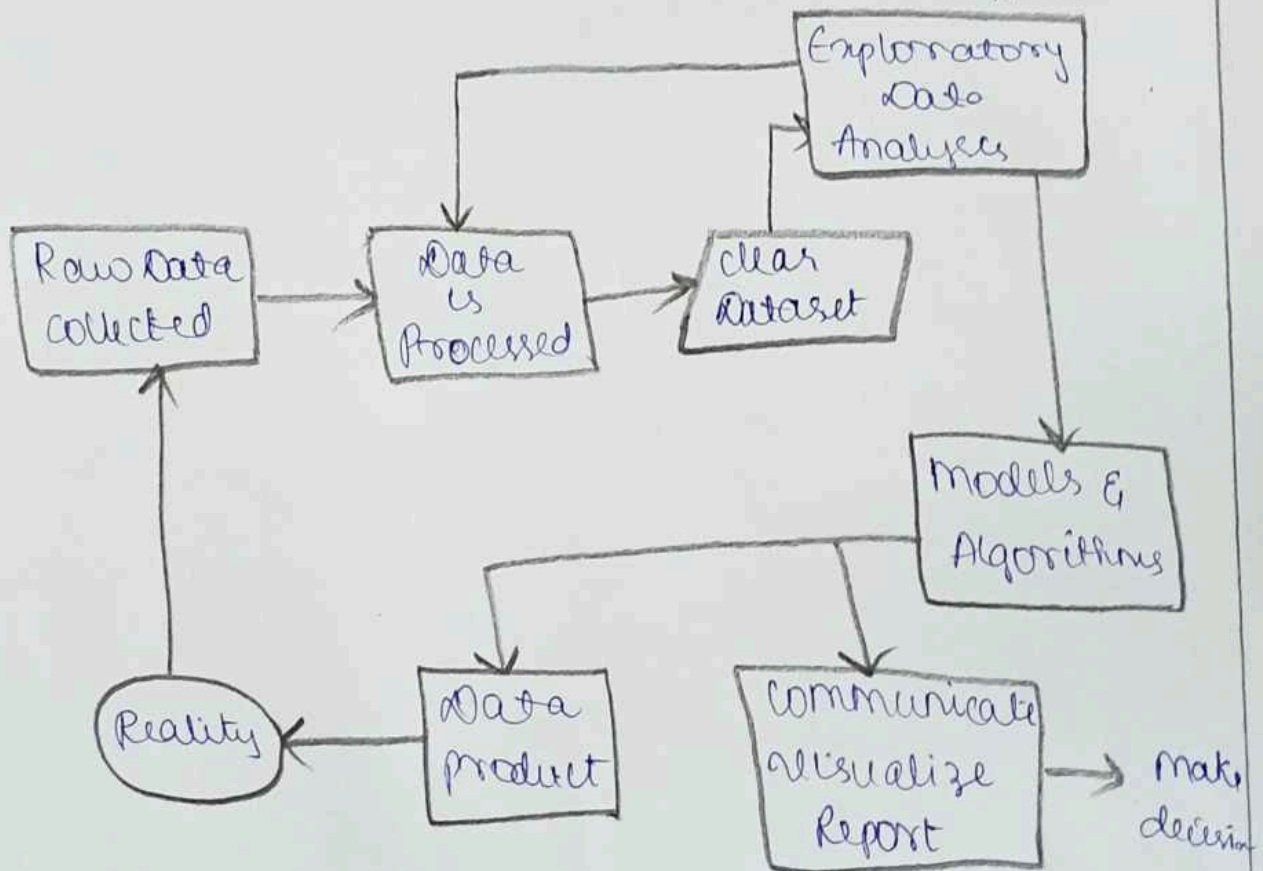 Exploratory
Data
Analysis
Raw Data
collected
Data
is
Processed
clean
Dataset
Models &
Algorithms
Reality
Data
product
Communicate
Visualize
Report
Make
decision